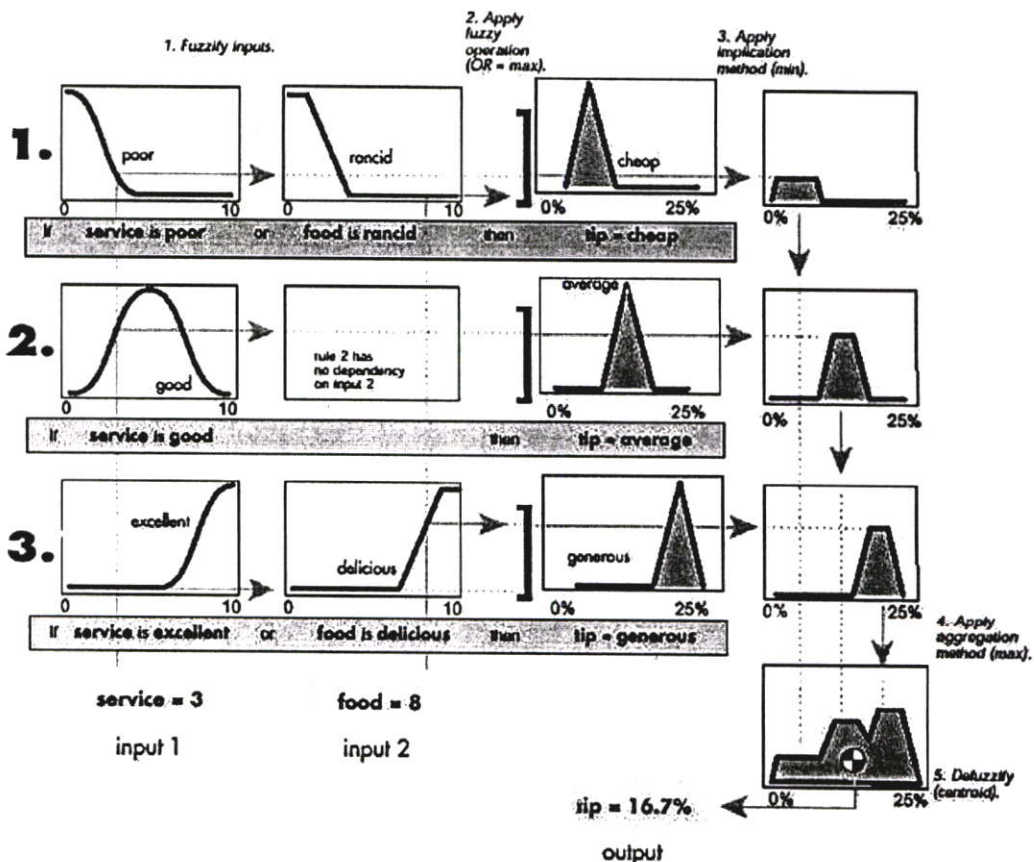 1. Fuzzify inputs.
2. Apply
fuzzy
operation
(OR = max).
3. Apply
implication
method (min).
1.
poor
rancid
cheap
0 10 0 10 0% 25% 0% 25%
If service is poor or food is rancid then tip = cheap
2.
good
rule 2 has
no dependency
on input 2
average
0 10 0% 25% 0% 25%
If service is good then tip = average
3.
excellent
delicious
generous
0 10 0 10 0% 25% 0% 25%
If service is excellent or food is delicious then tip = generous
4. Apply
aggregation
method (max).
service = 3
input 1
food = 8
input 2
0% 25%
5. Defuzzify
(centroid).
tip = 16.7%
output